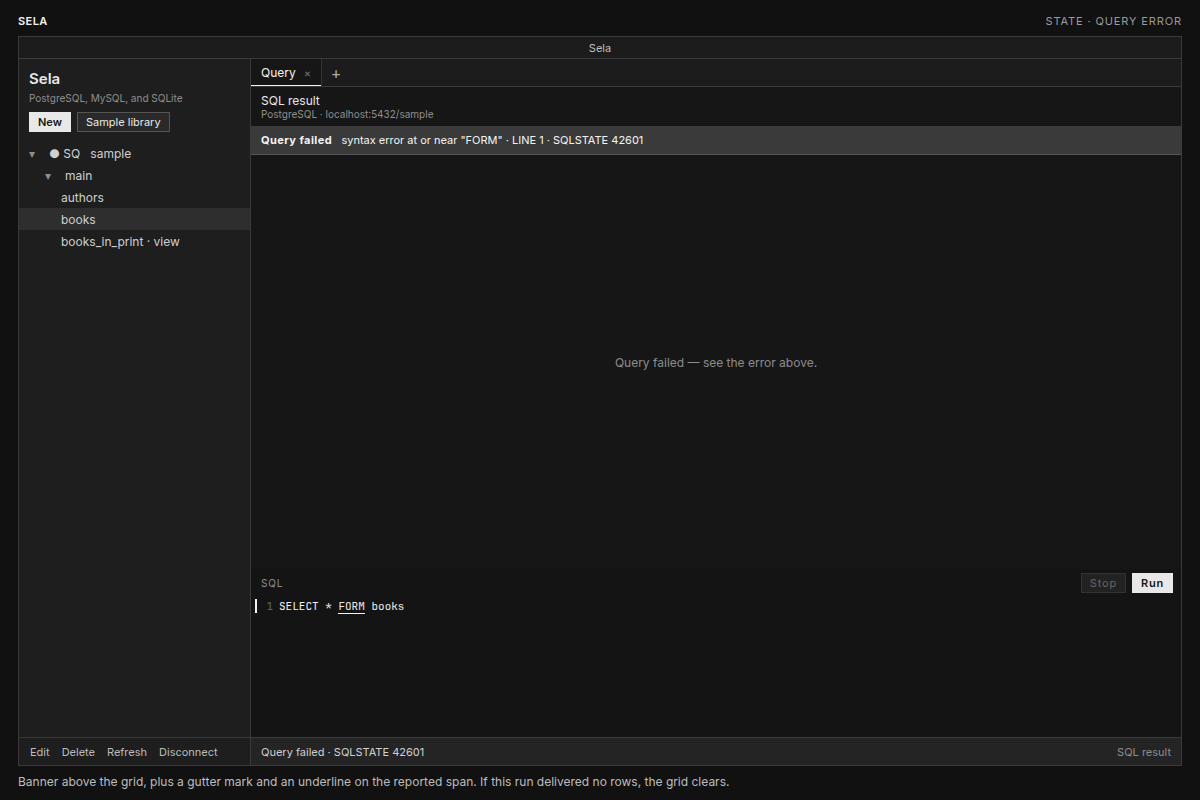 SELA
STATE · QUERY ERROR
Sela
Sela
PostgreSQL, MySQL, and SQLite
New
Sample library
▾ ● SQ sample
▾ main
authors
books
books_in_print · view
Edit Delete Refresh Disconnect
Query × +
SQL result
PostgreSQL · localhost:5432/sample
Query failed syntax error at or near "FORM" · LINE 1 · SQLSTATE 42601
Query failed — see the error above.
SQL
Stop
Run
1 SELECT * FORM books
Query failed · SQLSTATE 42601
SQL result
Banner above the grid, plus a gutter mark and an underline on the reported span. If this run delivered no rows, the grid clears.